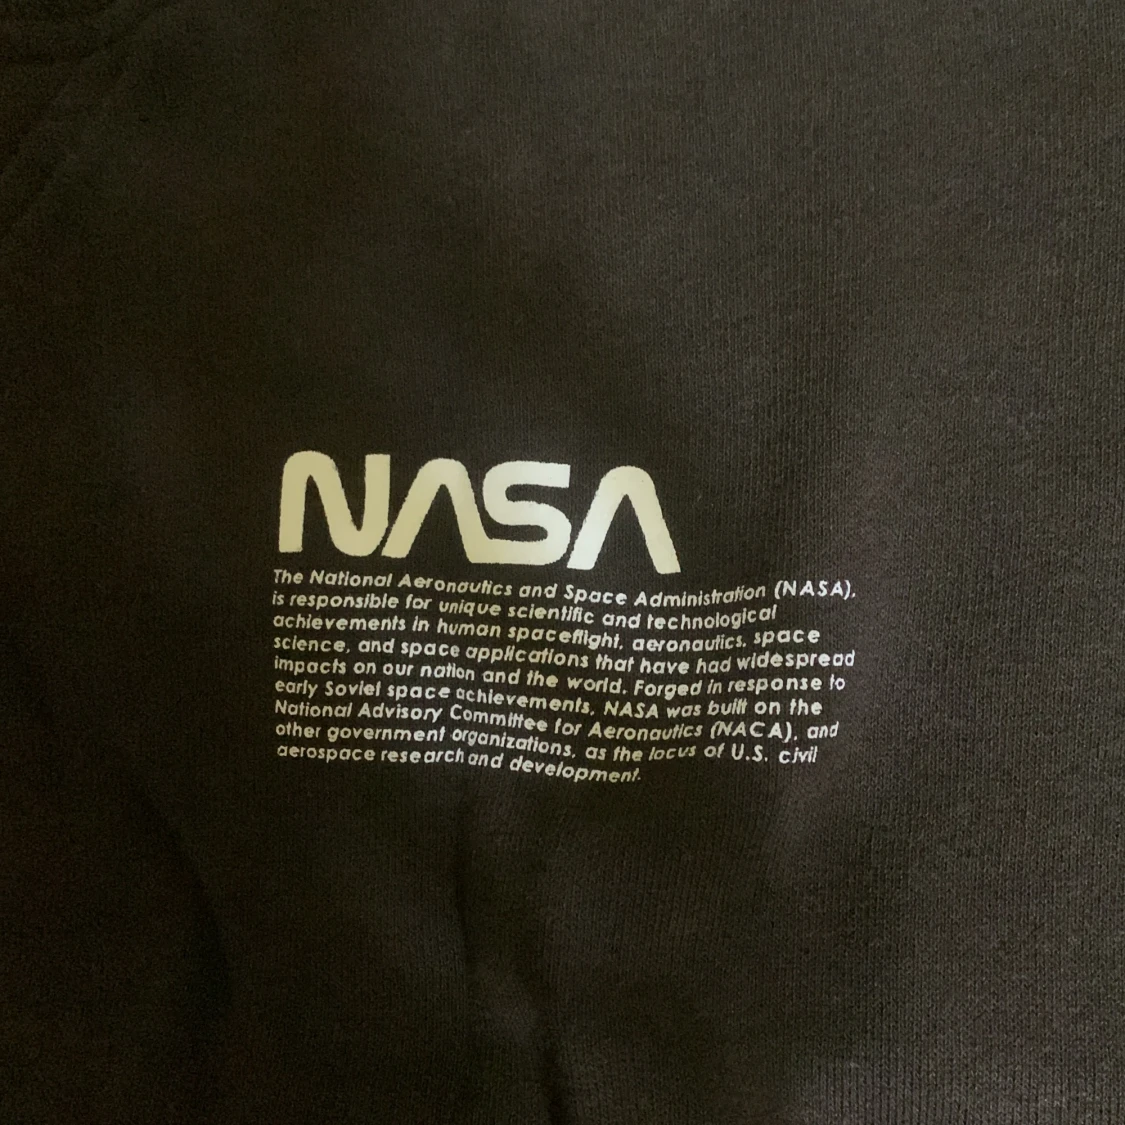 NASA
The National Aeronautics and Space Administration (NASA),
is responsible for unique scientific and technological
achievements in human spaceflight, aeronautics, space
science, and space applications that have had widespread
impacts on our nation and the world. Forged in response to
early Soviet space achievements, NASA was built on the
National Advisory Committee for Aeronautics (NACA), and
other government organizations, as the locus of U.S. civil
aerospace research and development.